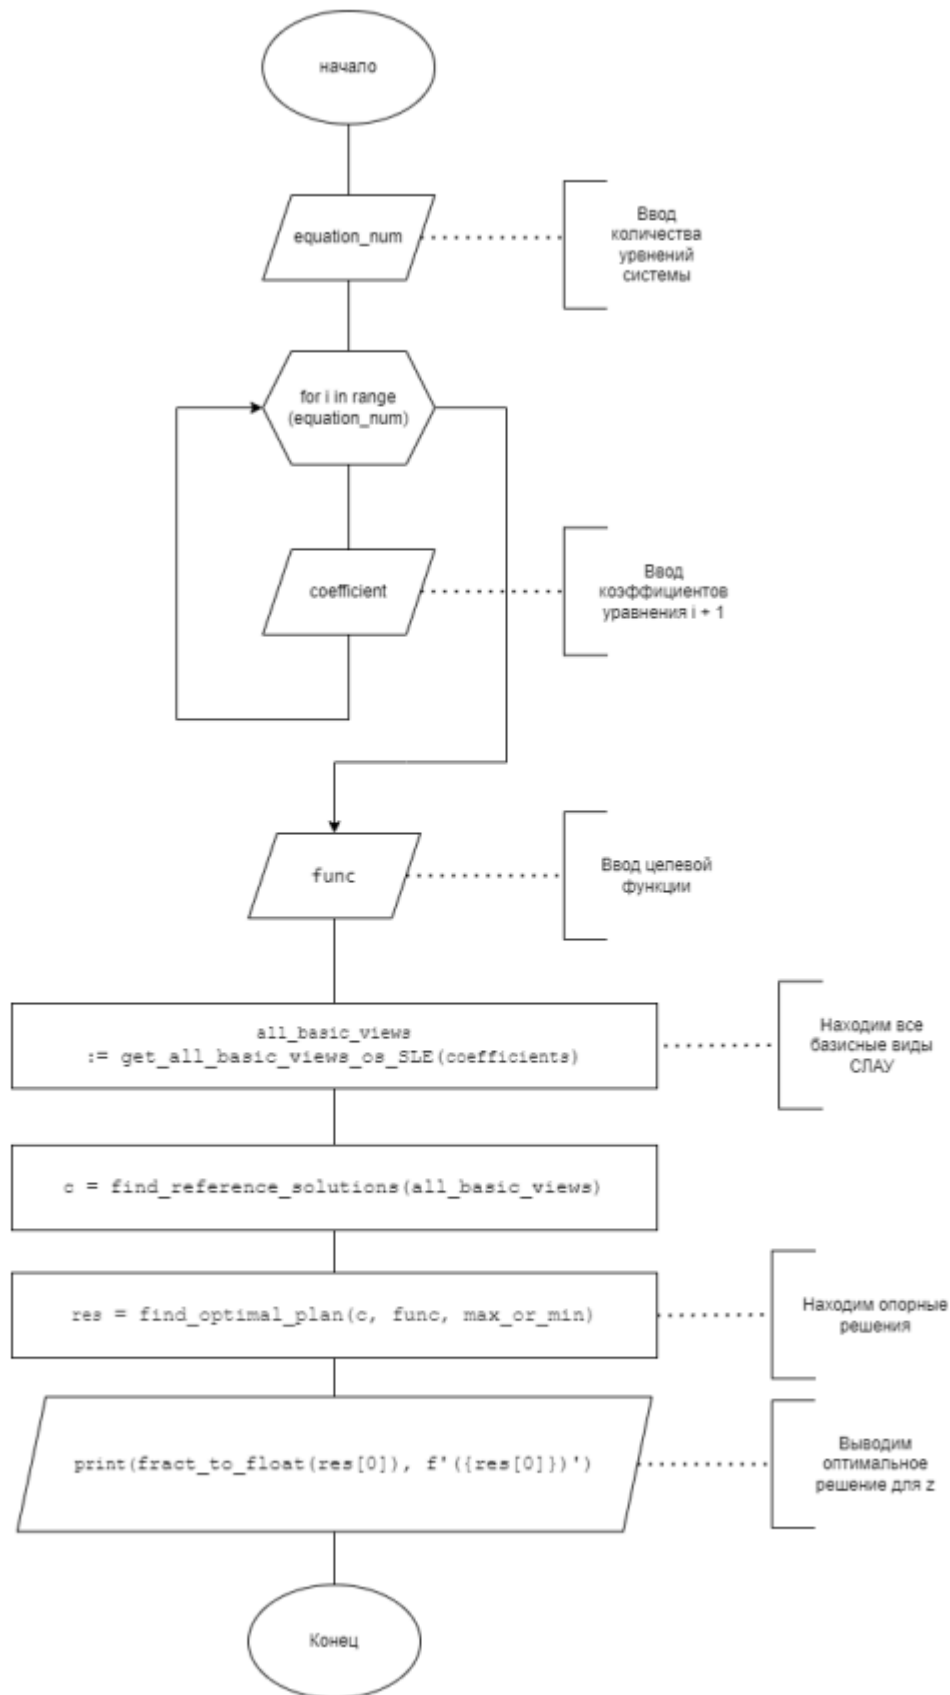 начало
equation_num
Ввод
количества
урвнений
системы
for i in range
(equation_num)
coefficient
Ввод
коэффициентов
уравнения i + 1
func
Ввод целевой
функции
all_basic_views
:= get_all_basic_views_os_SLE(coefficients)
Находим все
базисные виды
СЛАУ
c = find_reference_solutions(all_basic_views)
res = find_optimal_plan(c, func, max_or_min)
Находим опорные
решения
print(fract_to_float(res[0]), f'({res[0]})')
Выводим
оптимальное
решение для z
Конец